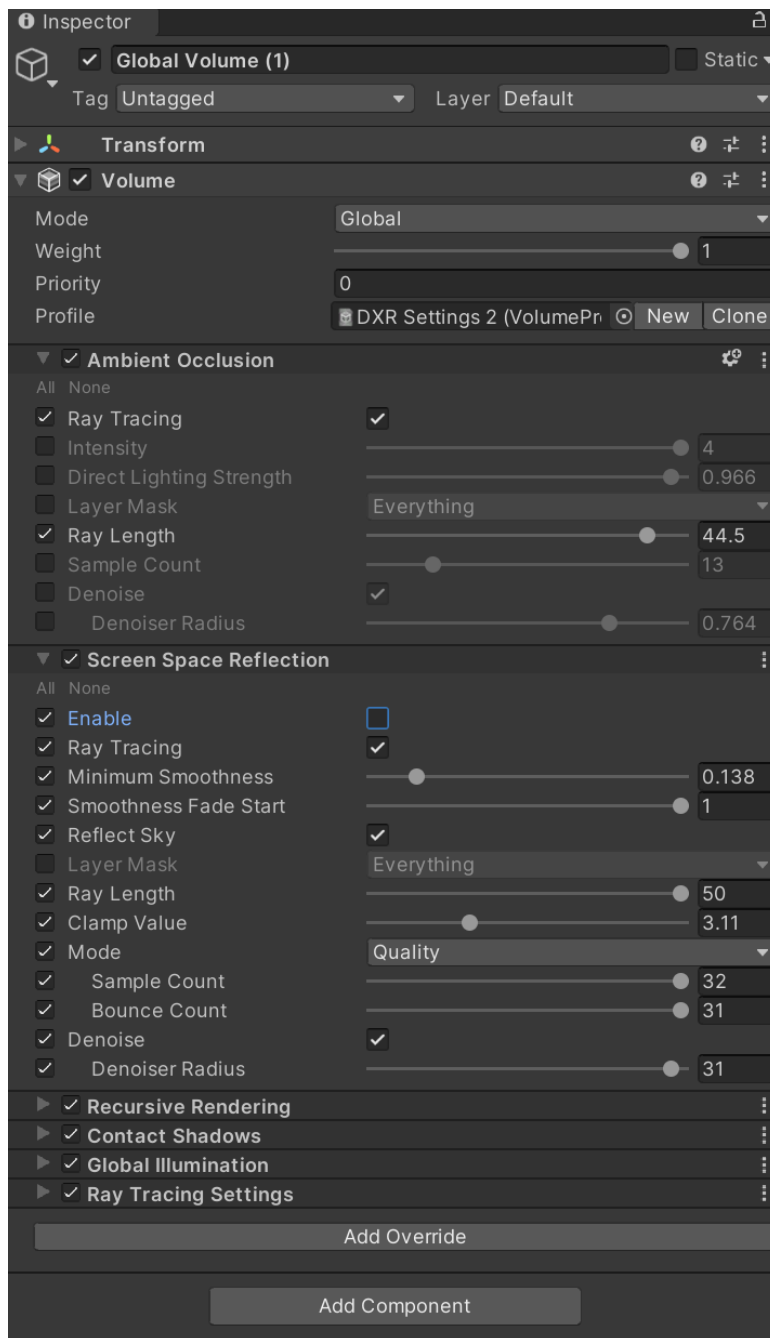 Inspector
Global Volume (1) Static
Tag Untagged Layer Default
Transform
Volume
Mode Global
Weight 1
Priority 0
Profile DXR Settings 2 (VolumePr New Clone
Ambient Occlusion
All None
Ray Tracing
Intensity 4
Direct Lighting Strength 0.966
Layer Mask Everything
Ray Length 44.5
Sample Count 13
Denoise
Denoiser Radius 0.764
Screen Space Reflection
All None
Enable
Ray Tracing
Minimum Smoothness 0.138
Smoothness Fade Start 1
Reflect Sky
Layer Mask Everything
Ray Length 50
Clamp Value 3.11
Mode Quality
Sample Count 32
Bounce Count 31
Denoise
Denoiser Radius 31
Recursive Rendering
Contact Shadows
Global Illumination
Ray Tracing Settings
Add Override
Add Component